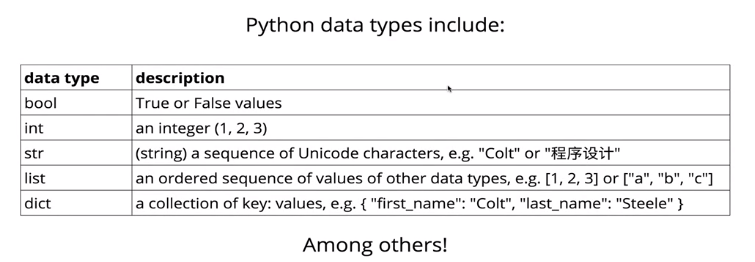 Python data types include:
data type description
bool True or False values
int an integer (1, 2, 3)
str (string) a sequence of Unicode characters, e.g. "Colt" or "程序设计"
list an ordered sequence of values of other data types, e.g. [1, 2, 3] or ["a", "b", "c"]
dict a collection of key: values, e.g. { "first_name": "Colt", "last_name": "Steele" }
Among others!